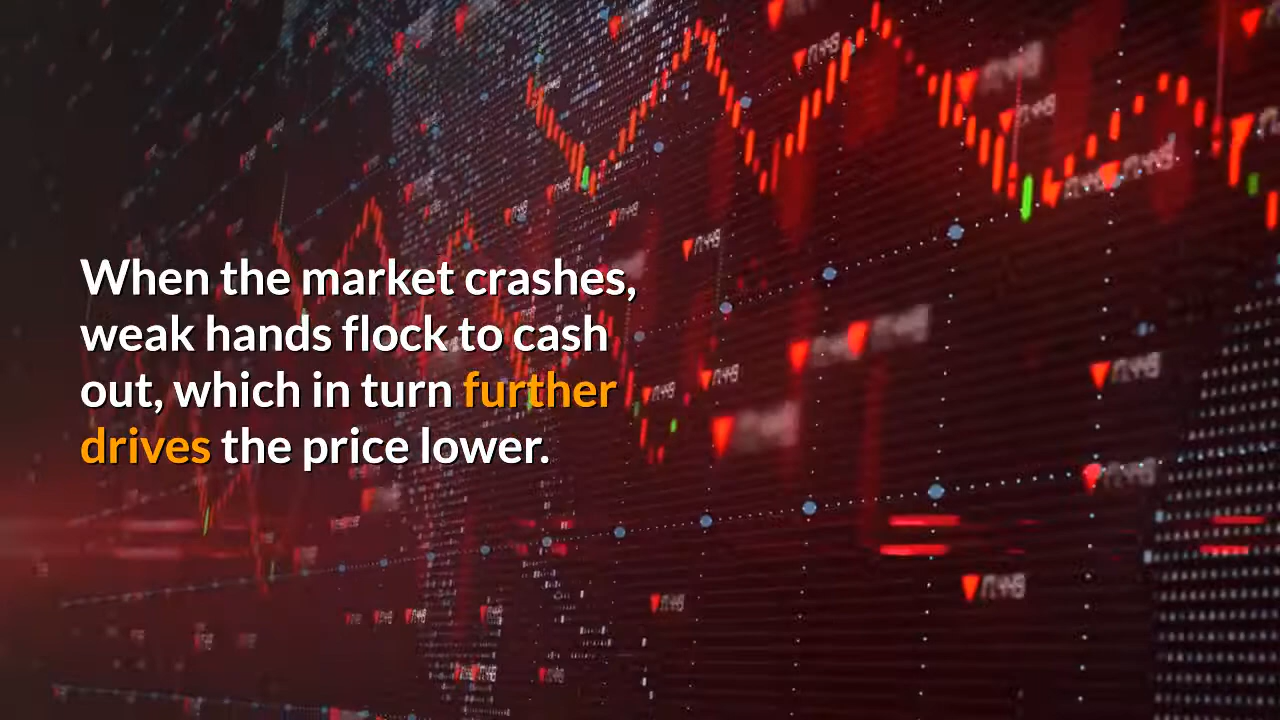 When the market crashes,
weak hands flock to cash
out, which in turn further
drives the price lower.